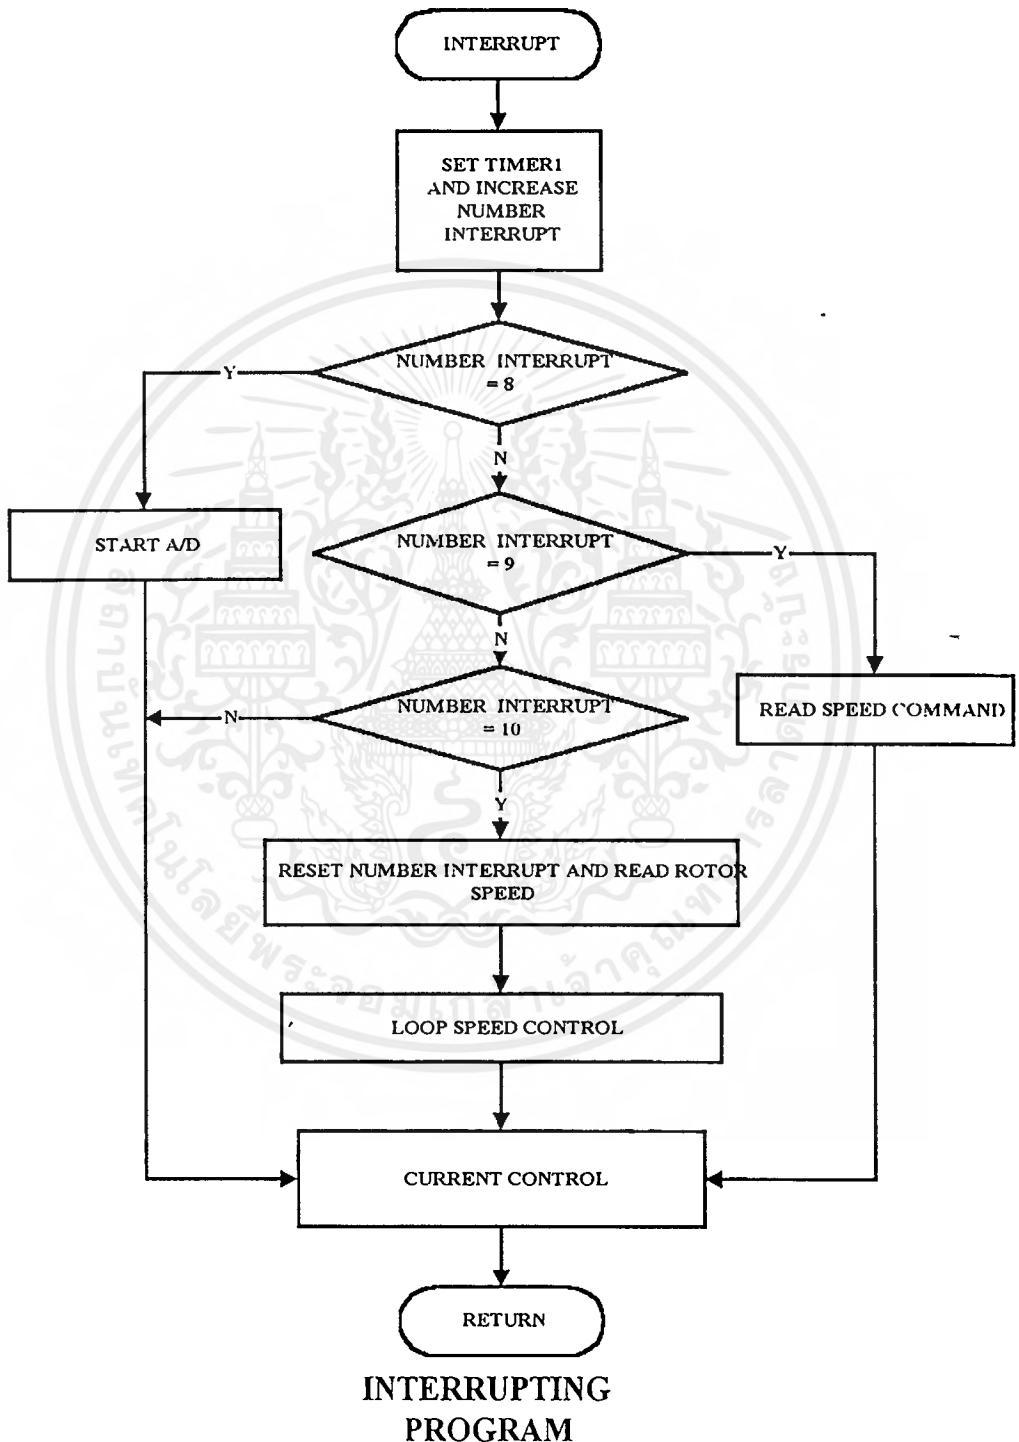 INTERRUPT
SET TIMER1
AND INCREASE
NUMBER
INTERRUPT
NUMBER INTERRUPT
= 8
Y
N
START A/D
NUMBER INTERRUPT
= 9
Y
N
NUMBER INTERRUPT
= 10
N
READ SPEED COMMAND
Y
RESET NUMBER INTERRUPT AND READ ROTOR
SPEED
LOOP SPEED CONTROL
CURRENT CONTROL
RETURN
INTERRUPTING
PROGRAM